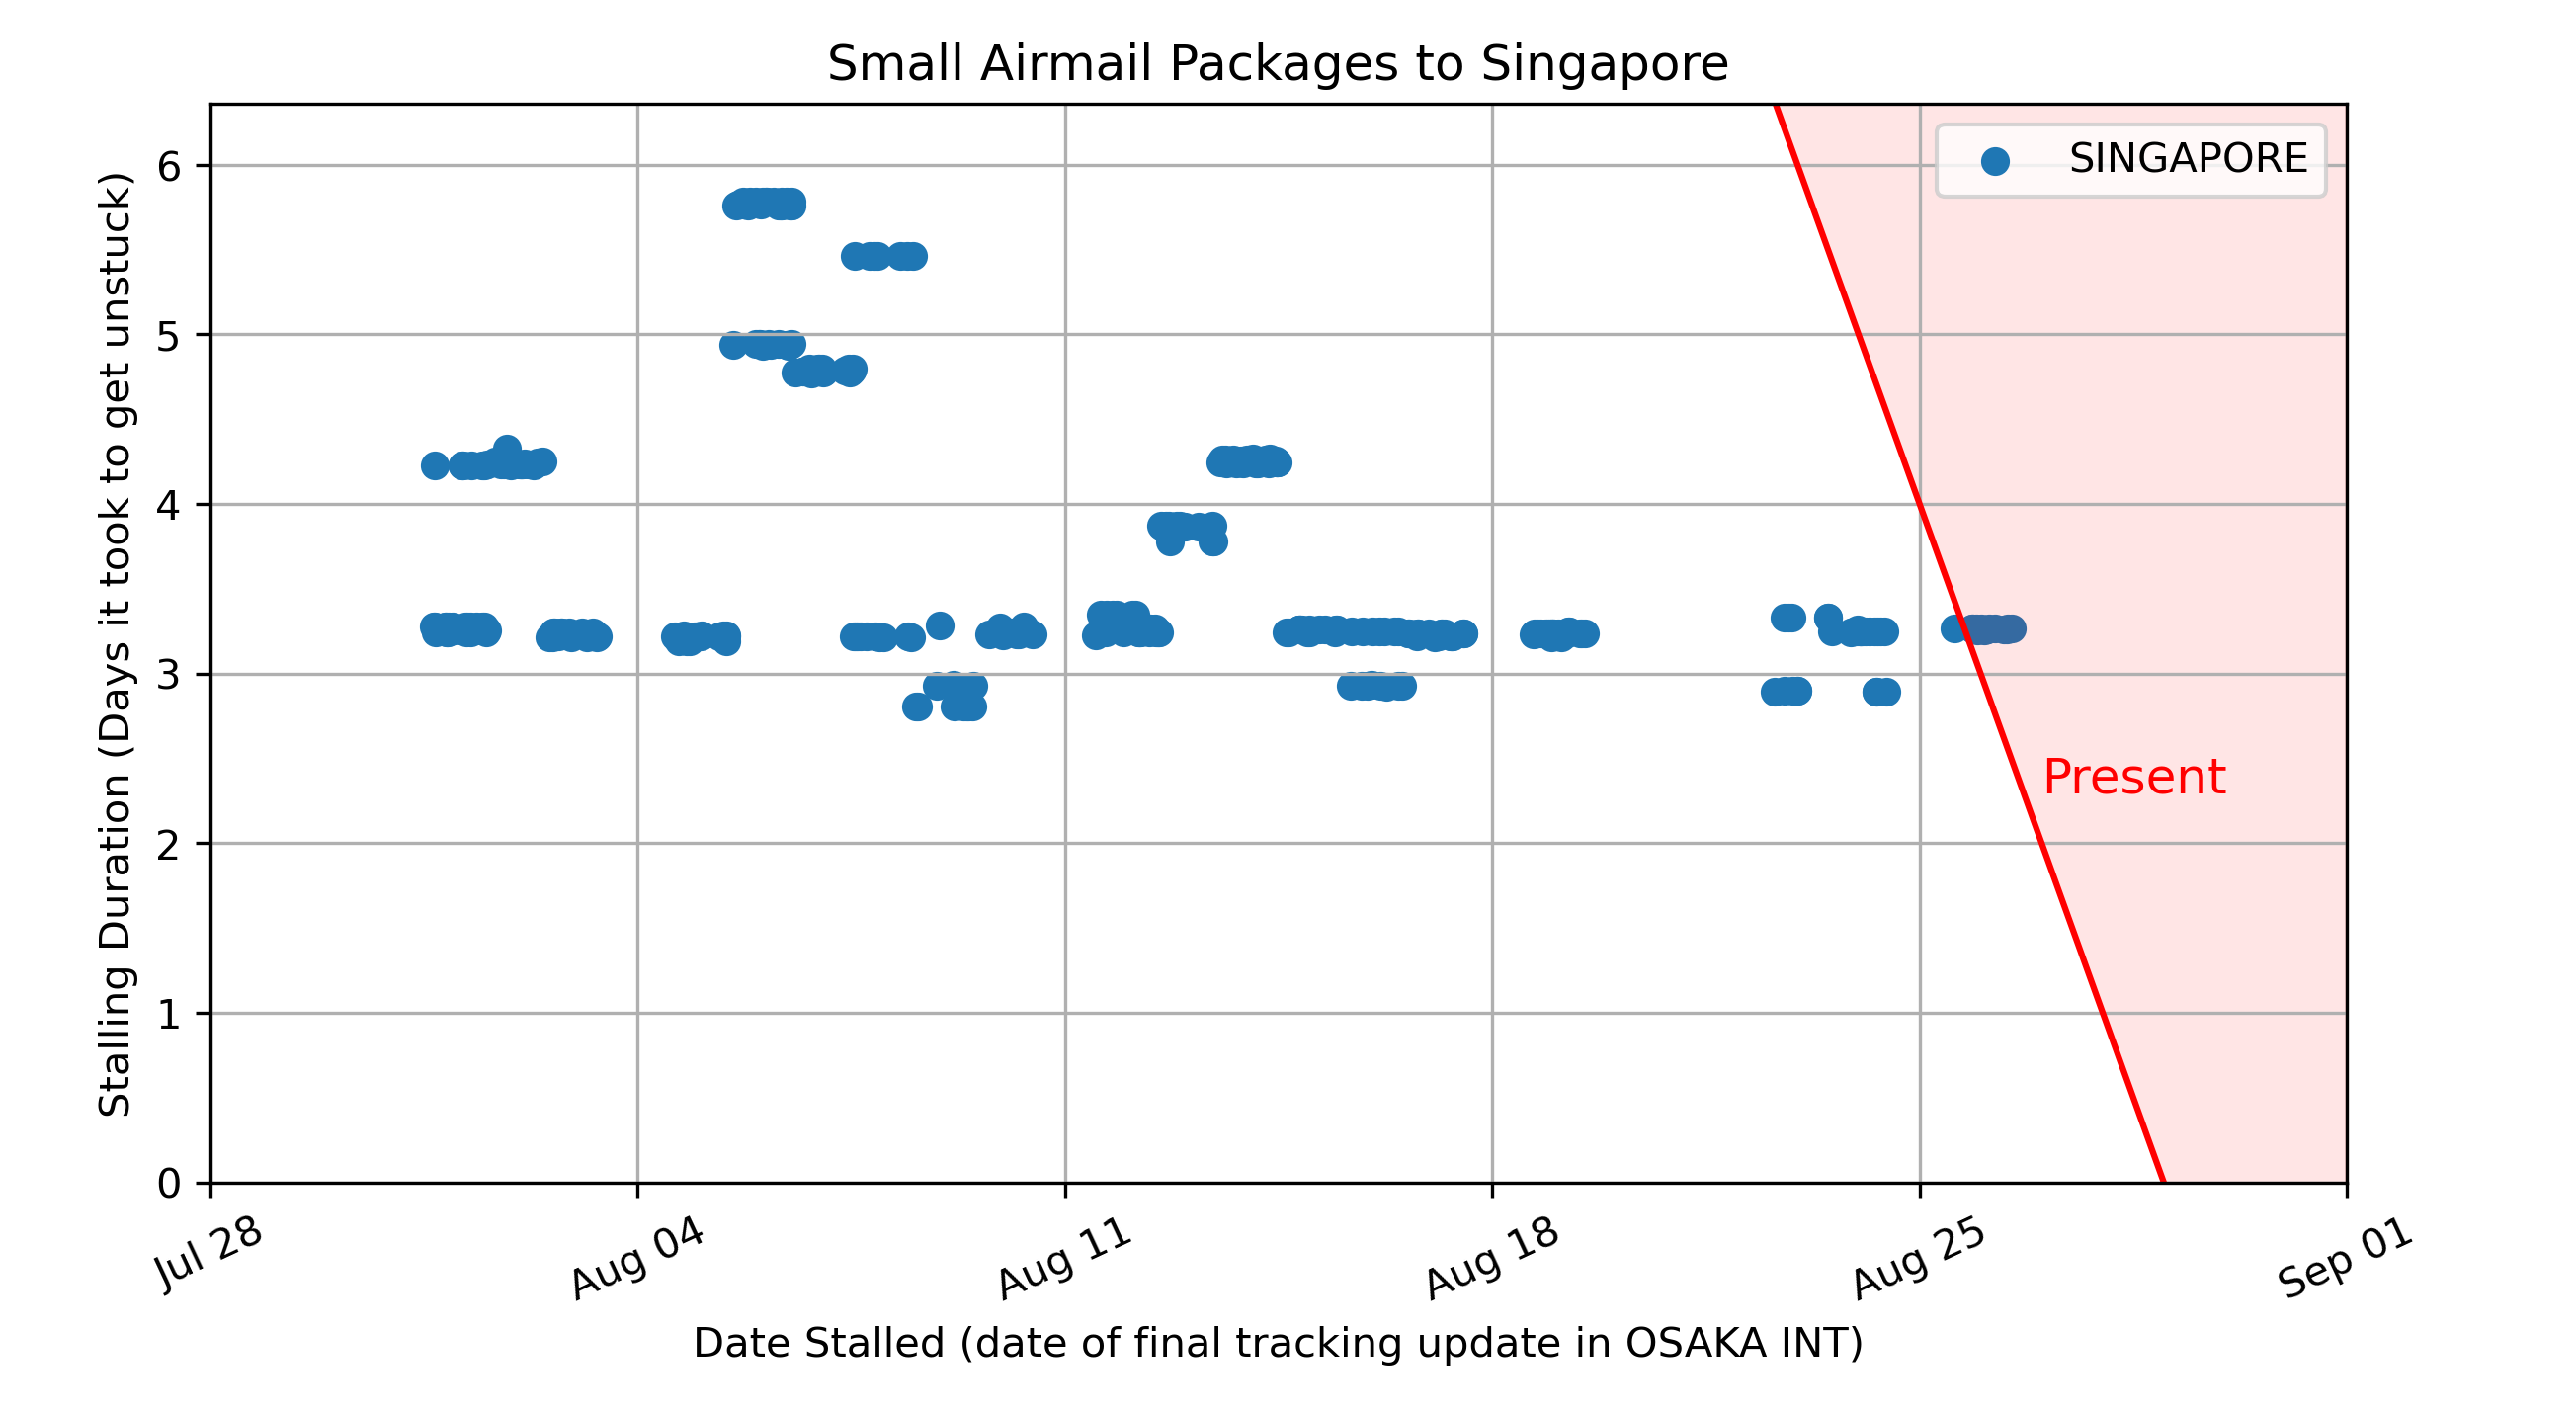 Small Airmail Packages to Singapore
SINGAPORE
Stalling Duration (Days it took to get unstuck)
6
5
4
3
2
1
0
Present
Jul 28
Aug 04
Aug 11
Aug 18
Aug 25
Sep 01
Date Stalled (date of final tracking update in OSAKA INT)